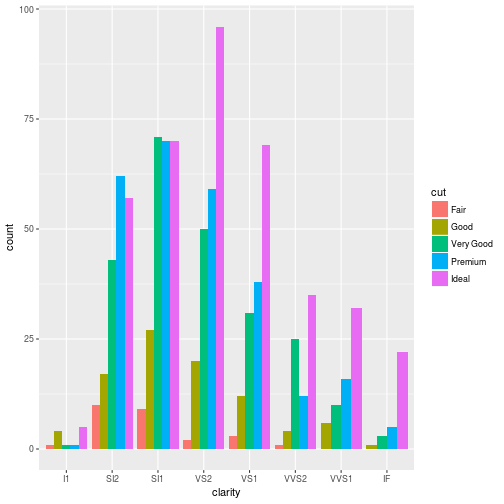 100
75
50
25
0
count
I1 SI2 SI1 VS2 VS1 VVS2 VVS1 IF
clarity
cut
Fair
Good
Very Good
Premium
Ideal